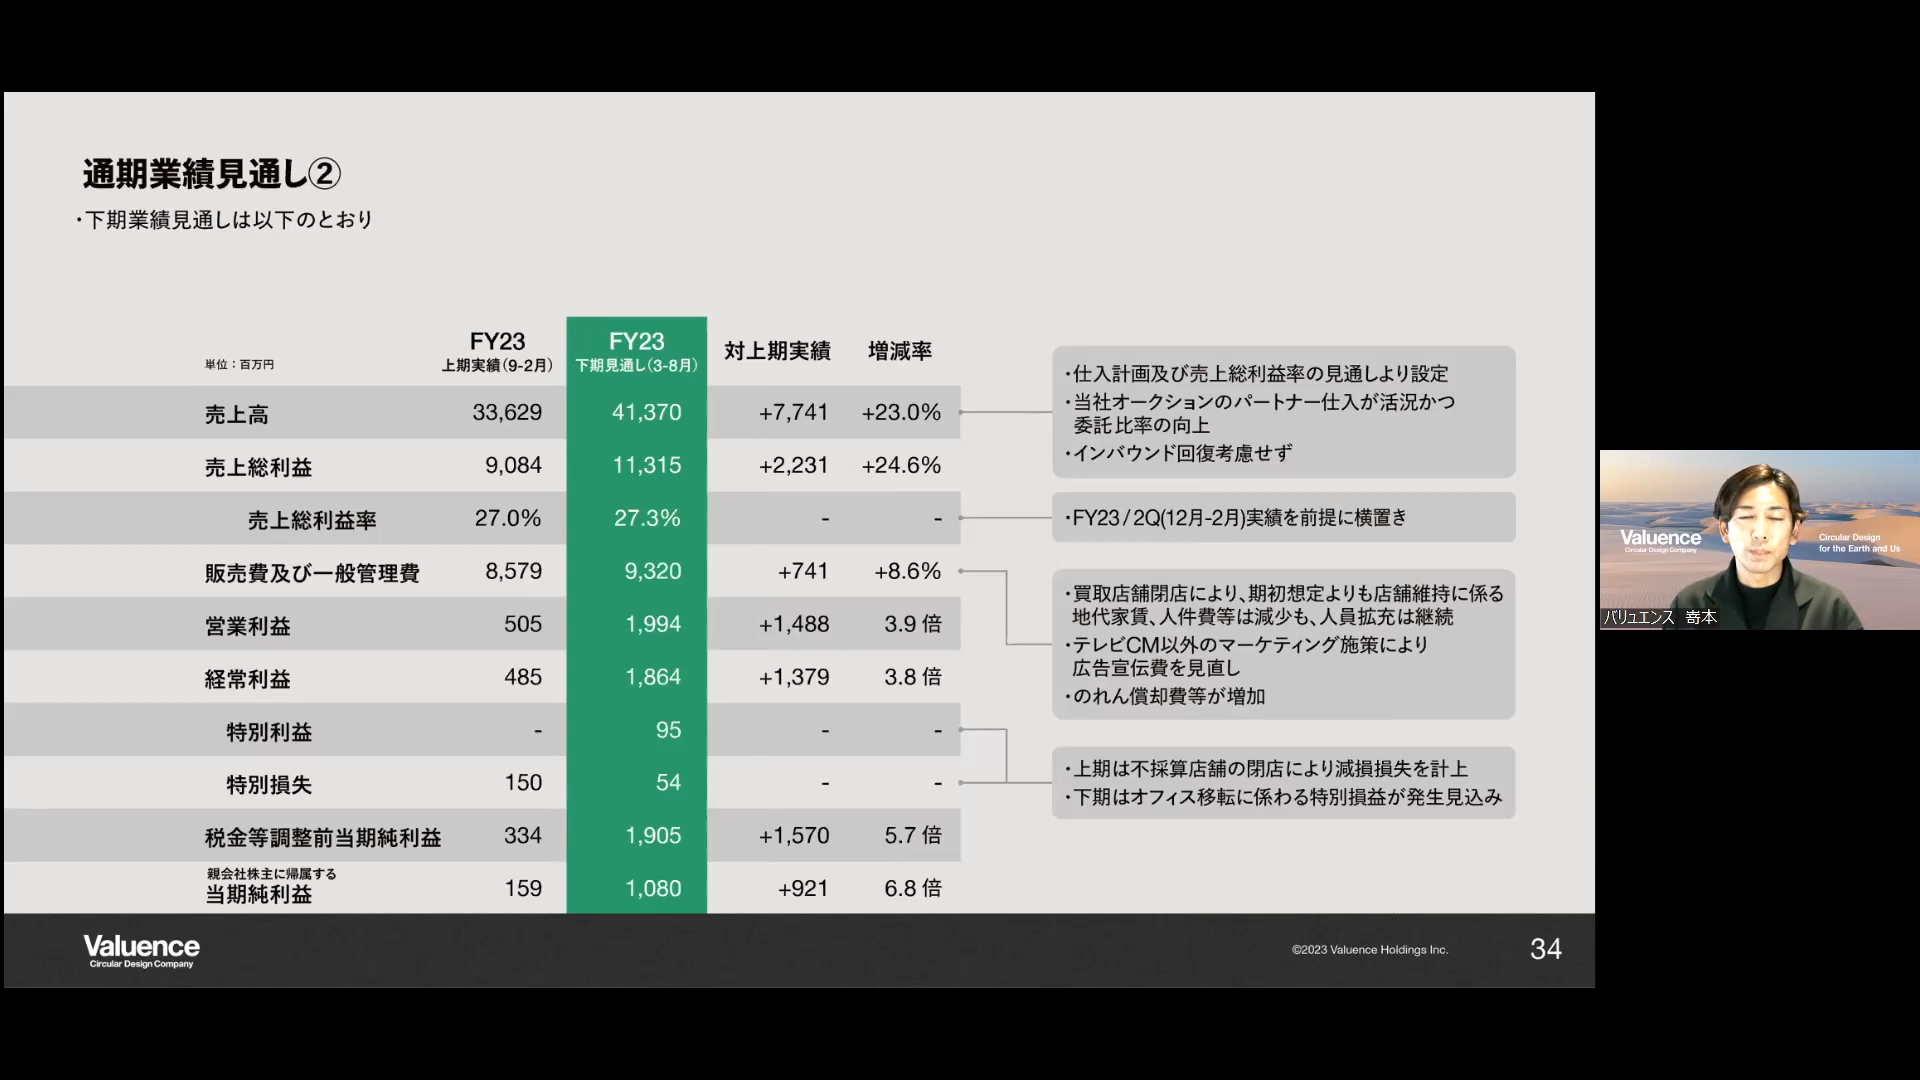 通期業績見通し②
・下期業績見通しは以下のとおり
単位：百万円
FY23
上期実績(9-2月)
FY23
下期見通し(3-8月)
対上期実績
増減率
売上高 33,629 41,370 +7,741 +23.0%
売上総利益 9,084 11,315 +2,231 +24.6%
売上総利益率 27.0% 27.3% - -
販売費及び一般管理費 8,579 9,320 +741 +8.6%
営業利益 505 1,994 +1,488 3.9 倍
経常利益 485 1,864 +1,379 3.8 倍
特別利益 - 95 - -
特別損失 150 54 - -
税金等調整前当期純利益 334 1,905 +1,570 5.7 倍
親会社株主に帰属する
当期純利益 159 1,080 +921 6.8 倍
・仕入計画及び売上総利益率の見通しより設定
・当社オークションのパートナー仕入が活況かつ
委託比率の向上
・インバウンド回復考慮せず
・FY23 / 2Q(12月-2月)実績を前提に横置き
・買取店舗閉店により、期初想定よりも店舗維持に係る
地代家賃、人件費等は減少も、人員拡充は継続
・テレビCM以外のマーケティング施策により
広告宣伝費を見直し
・のれん償却費等が増加
・上期は不採算店舗の閉店により減損損失を計上
・下期はオフィス移転に係わる特別損益が発生見込み
Valuence
Circular Design Company
©2023 Valuence Holdings Inc.
34
Valuence
Circular Design Company
Circular Design
for the Earth and Us
バリュエンス 嵜本